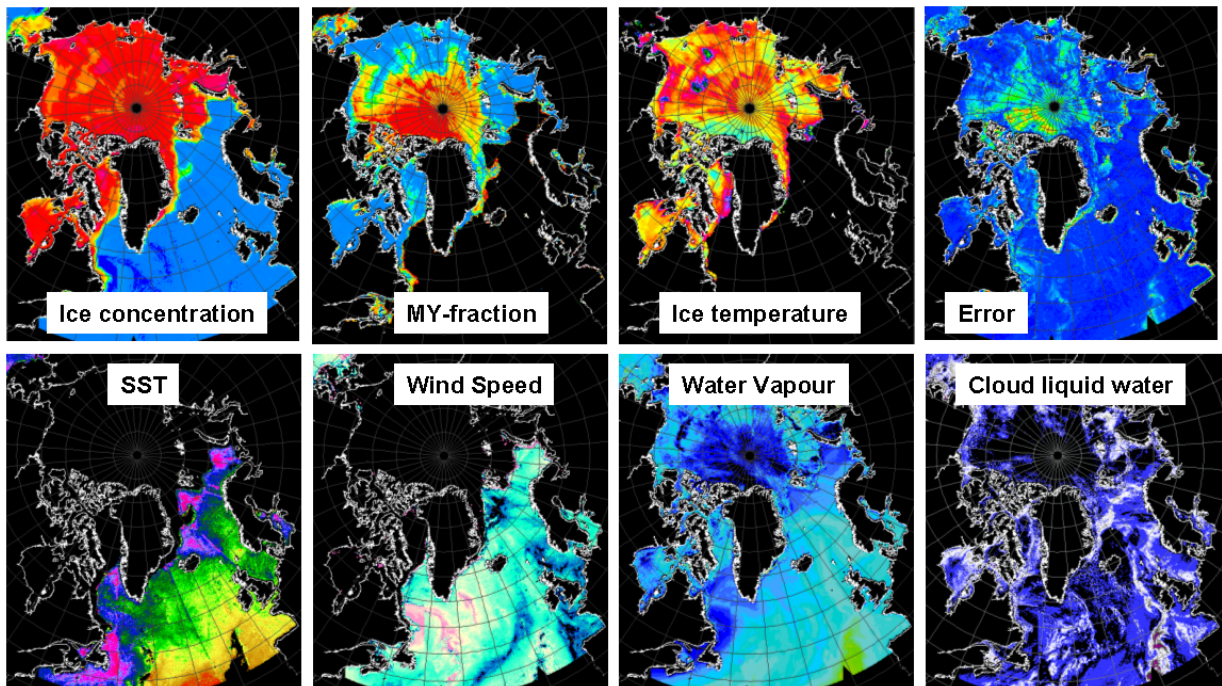 Ice concentration
MY-fraction
Ice temperature
Error
SST
Wind Speed
Water Vapour
Cloud liquid water